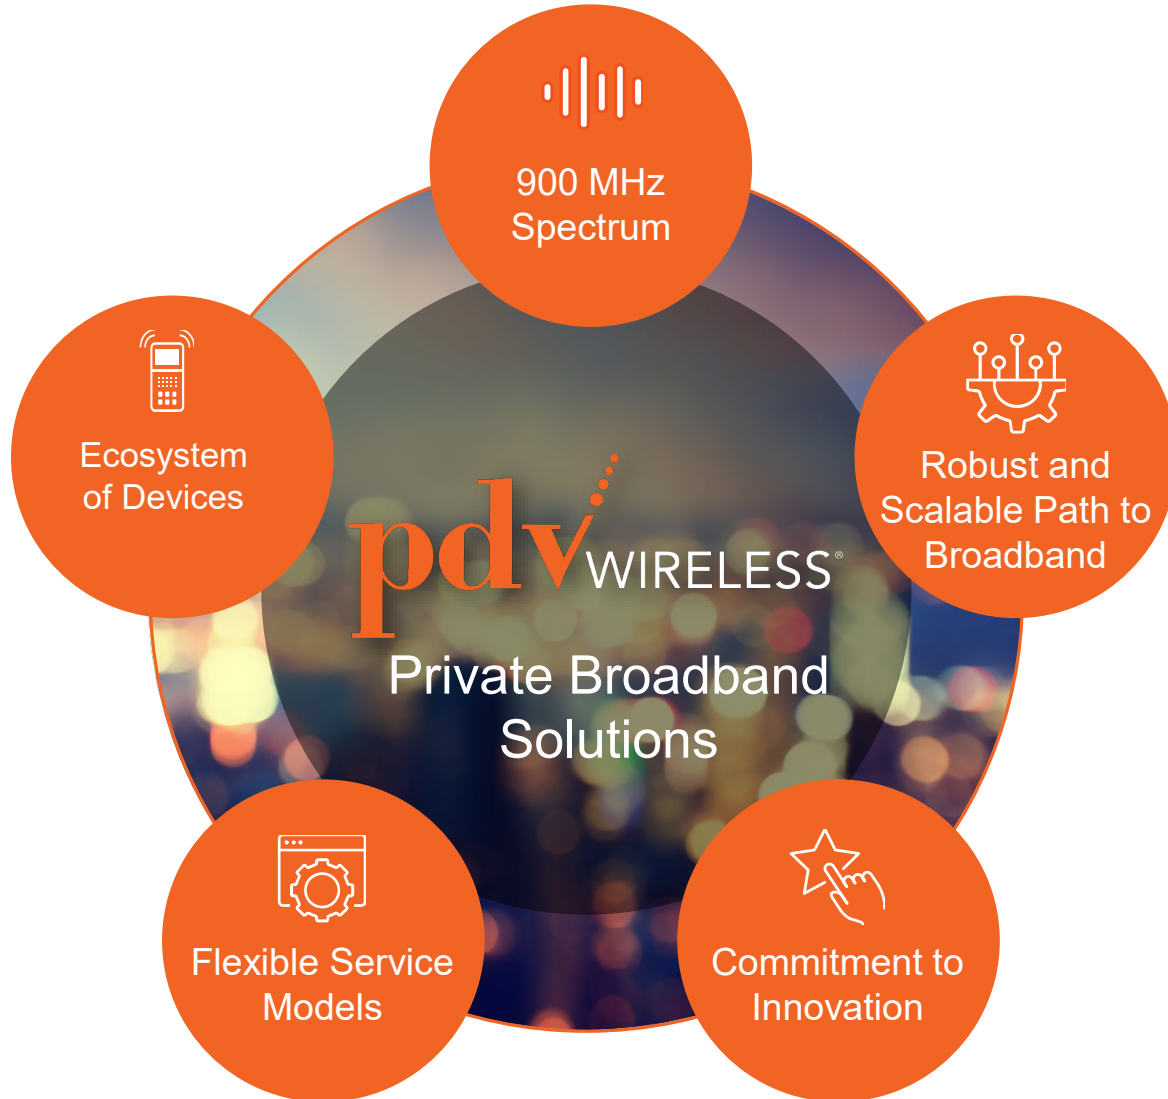 900 MHz
Spectrum
Ecosystem
of Devices
Robust and
Scalable Path to
Broadband
pdv WIRELESS®
Private Broadband
Solutions
Flexible Service
Models
Commitment to
Innovation